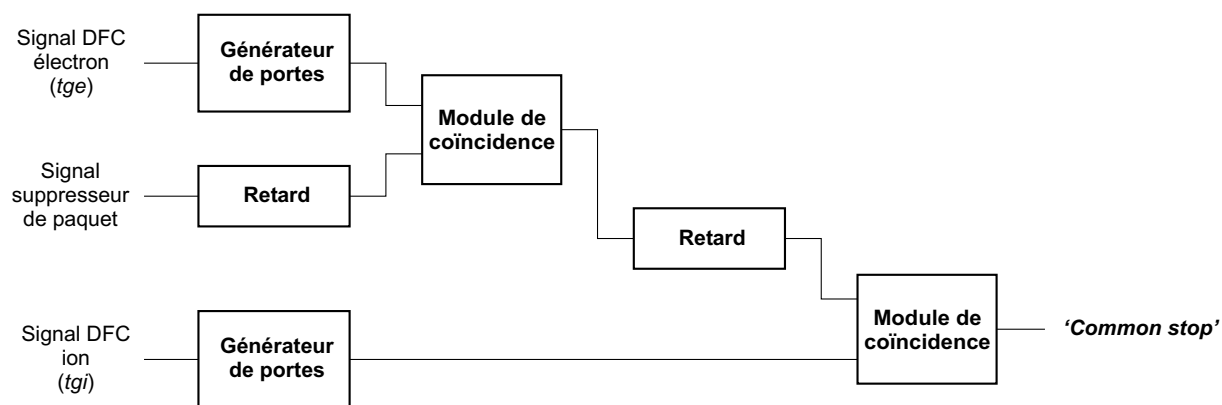 Signal DFC
électron
(tge)
Générateur
de portes
Module de
coïncidence
Signal
suppresseur
de paquet
Retard
Retard
Signal DFC
ion
(tgi)
Générateur
de portes
Module de
coïncidence
‘Common stop’